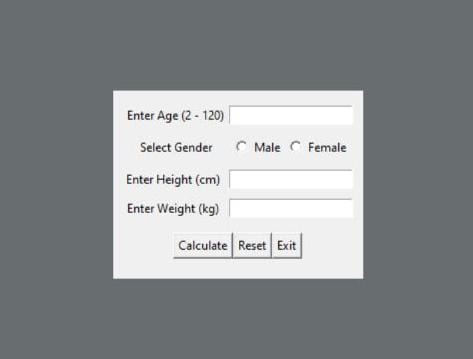 Enter Age (2 - 120)
Select Gender Male Female
Enter Height (cm)
Enter Weight (kg)
Calculate Reset Exit